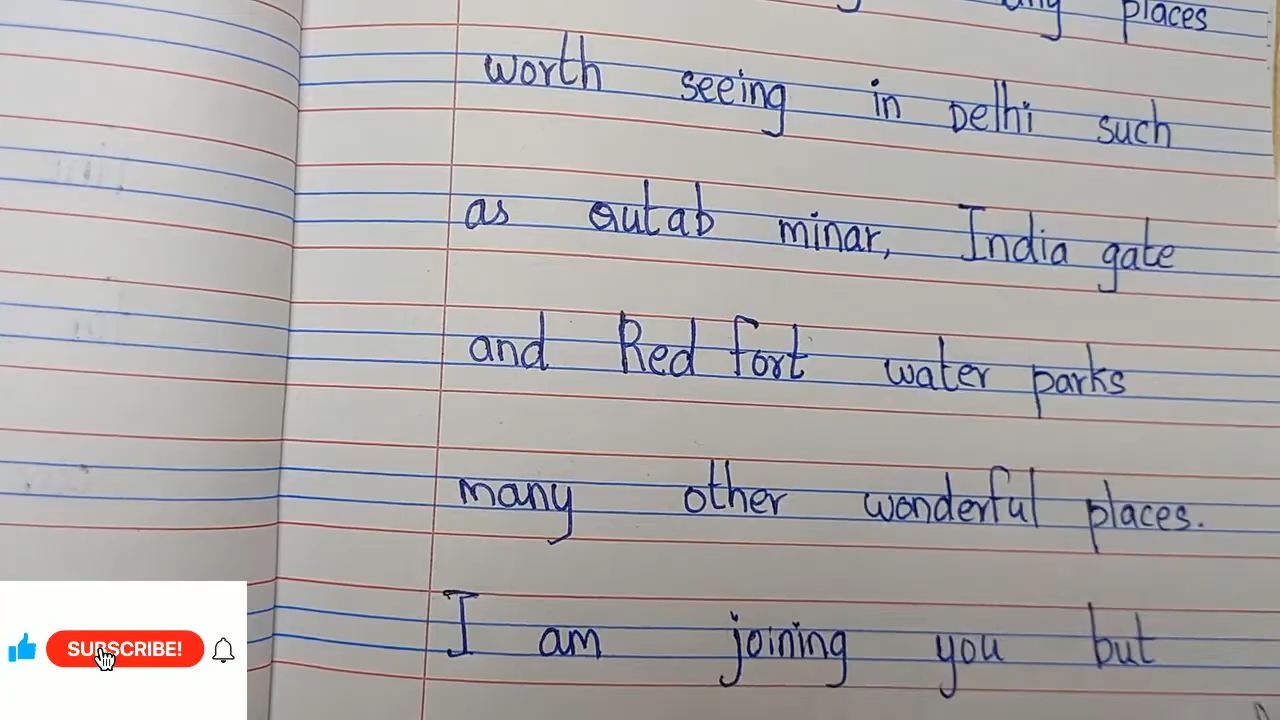 any places
worth seeing in Delhi such
as Qutab minar, India gate
and Red fort water parks
many other wonderful places.
I am joining you but
SUBSCRIBE!